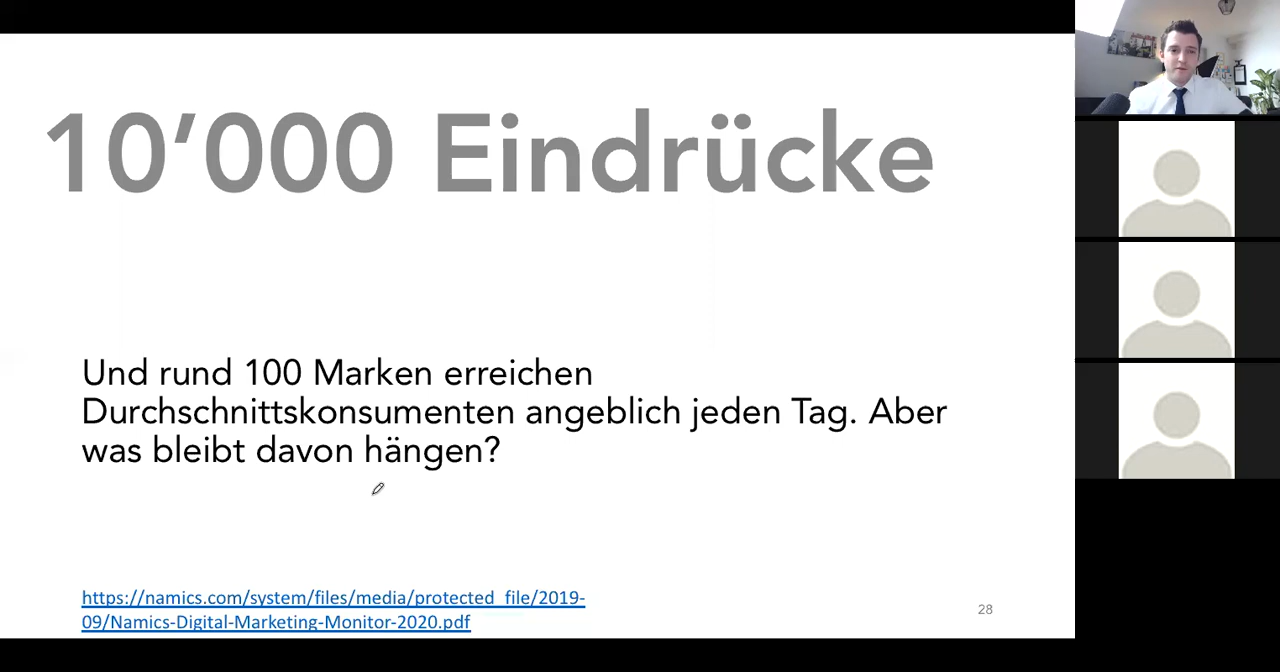 10’000 Eindrücke
Und rund 100 Marken erreichen
Durchschnittskonsumenten angeblich jeden Tag. Aber
was bleibt davon hängen?
https://namics.com/system/files/media/protected_file/2019-
09/Namics-Digital-Marketing-Monitor-2020.pdf
28